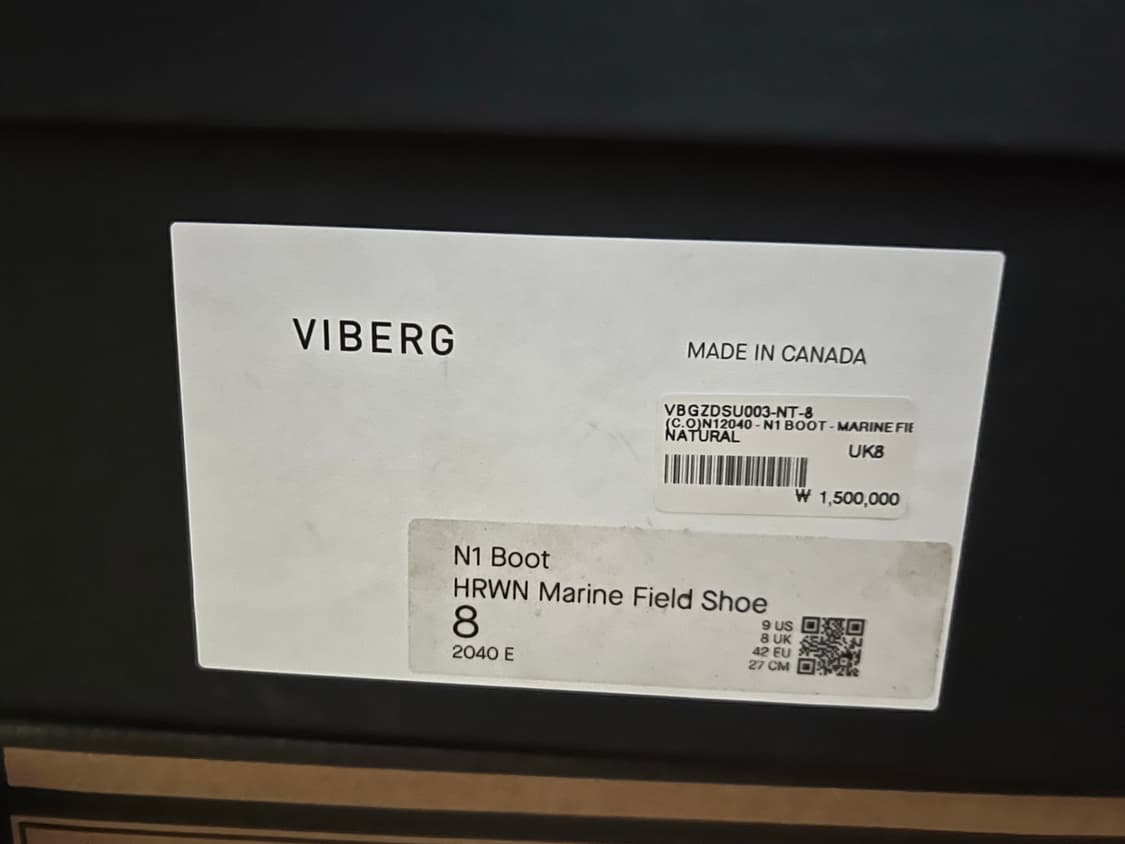 VIBERG
MADE IN CANADA
VBGZDSU003-NT-8
(C.O)N12040 - N1 BOOT - MARINE FIE
NATURAL
UK8
₩ 1,500,000
N1 Boot
HRWN Marine Field Shoe
8
2040 E
9 US
8 UK
42 EU
27 CM